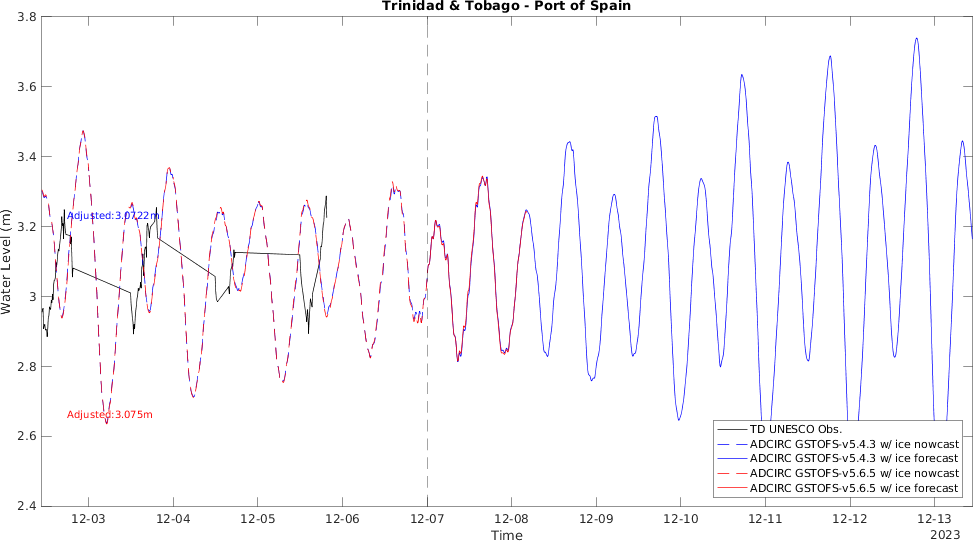 Trinidad & Tobago - Port of Spain
3.8
3.6
3.4
3.2
3
2.8
2.6
2.4
Water Level (m)
Adjusted:3.0722m
Adjusted:3.075m
TD UNESCO Obs.
ADCIRC GSTOFS-v5.4.3 w/ ice nowcast
ADCIRC GSTOFS-v5.4.3 w/ ice forecast
ADCIRC GSTOFS-v5.6.5 w/ ice nowcast
ADCIRC GSTOFS-v5.6.5 w/ ice forecast
12-03 12-04 12-05 12-06 12-07 12-08 12-09 12-10 12-11 12-12 12-13
Time 2023